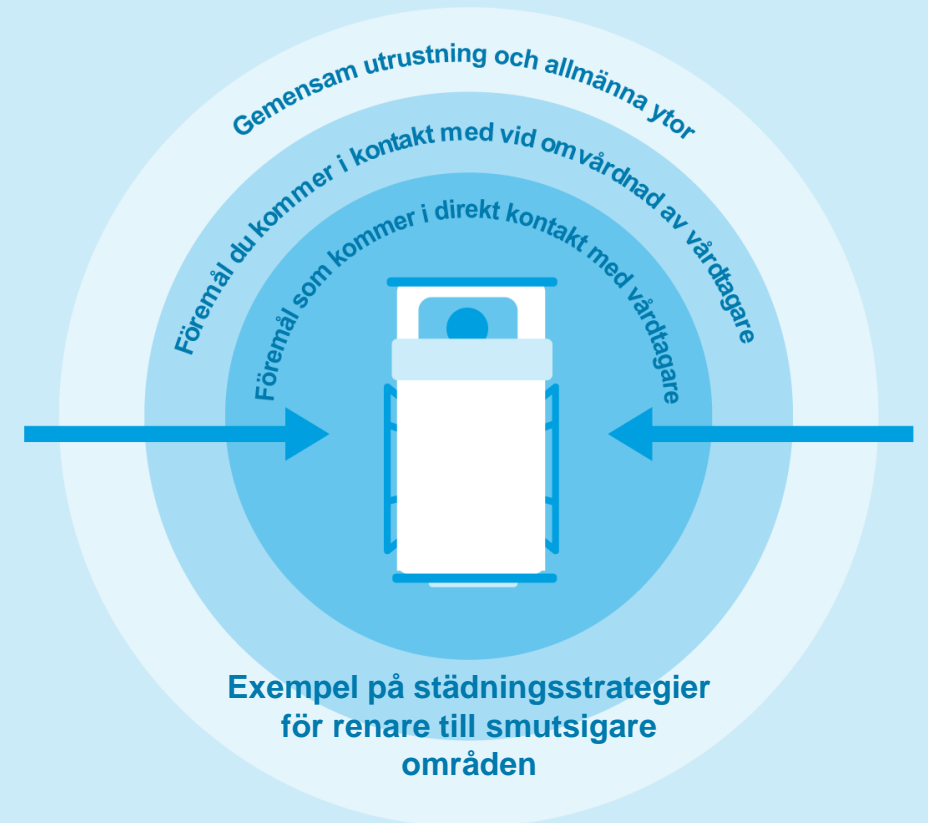 Gemensam utrustning och allmänna ytor
Föremål du kommer i kontakt med vid omvårdnad av vårdtagare
Föremål som kommer i direkt kontakt med vårdtagare
Exempel på städningsstrategier
för renare till smutsigare
områden